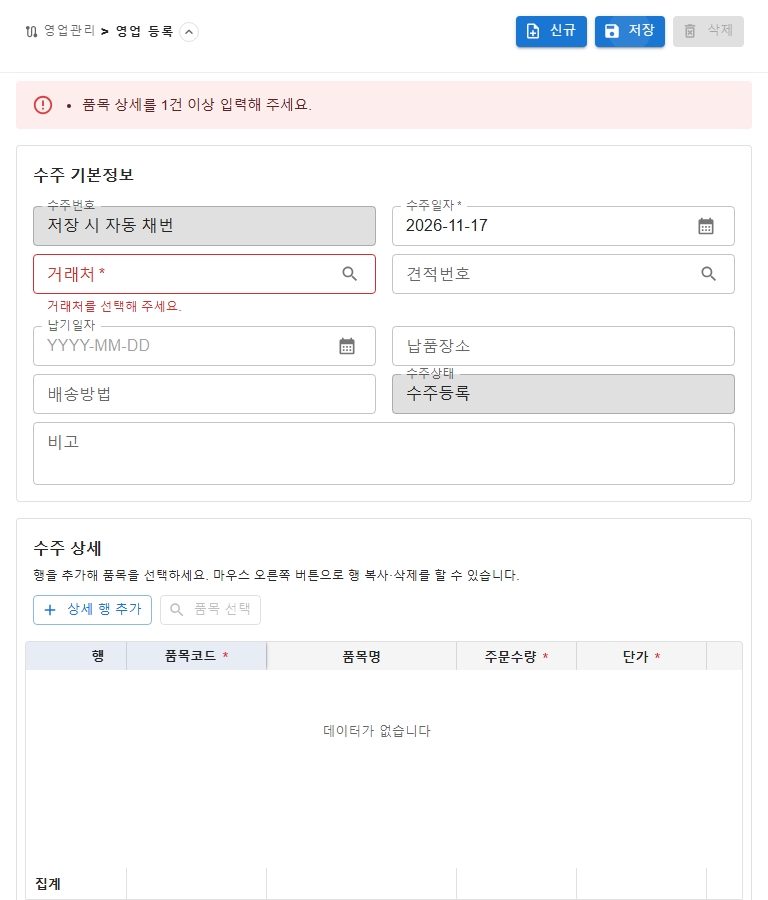 영업관리 > 영업 등록
신규 저장 삭제
• 품목 상세를 1건 이상 입력해 주세요.
수주 기본정보
수주번호 수주일자 *
저장 시 자동 채번 2026-11-17
거래처 * 견적번호
거래처를 선택해 주세요.
납기일자
YYYY-MM-DD 납품장소
수주상태
배송방법 수주등록
비고
수주 상세
행을 추가해 품목을 선택하세요. 마우스 오른쪽 버튼으로 행 복사·삭제를 할 수 있습니다.
상세 행 추가 품목 선택
행 품목코드 * 품목명 주문수량 * 단가 *
데이터가 없습니다
집계